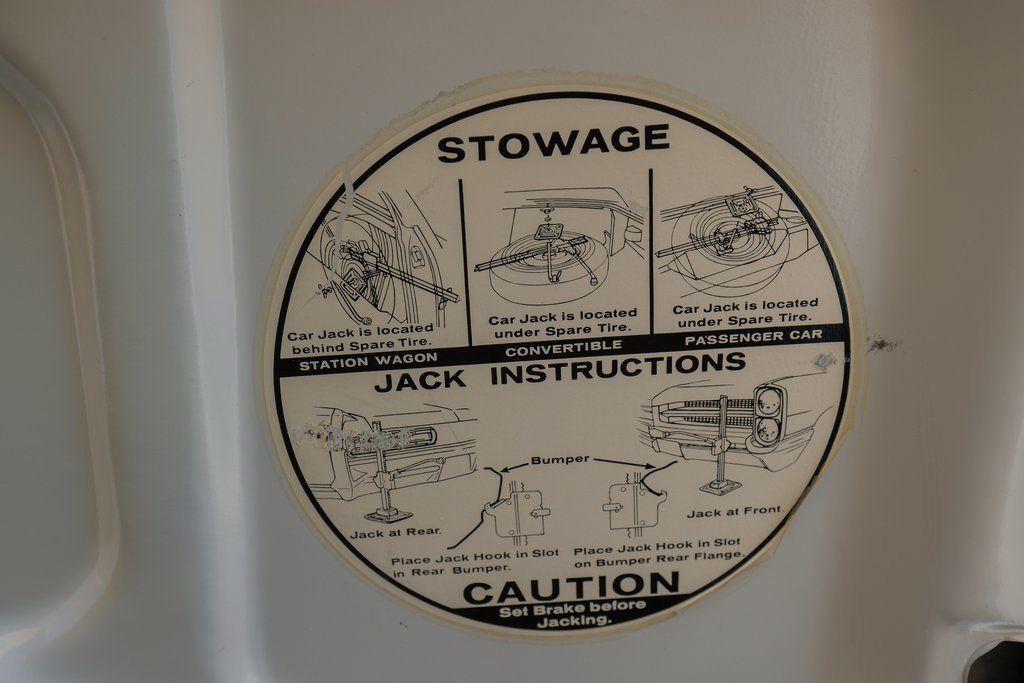 STOWAGE
Car Jack is located
behind Spare Tire.
STATION WAGON
Car Jack is located
under Spare Tire.
CONVERTIBLE
Car Jack is located
under Spare Tire.
PASSENGER CAR
JACK INSTRUCTIONS
Bumper
Jack at Rear.
Jack at Front.
Place Jack Hook in Slot
in Rear Bumper.
Place Jack Hook in Slot
on Bumper Rear Flange.
CAUTION
Set Brake before
Jacking.